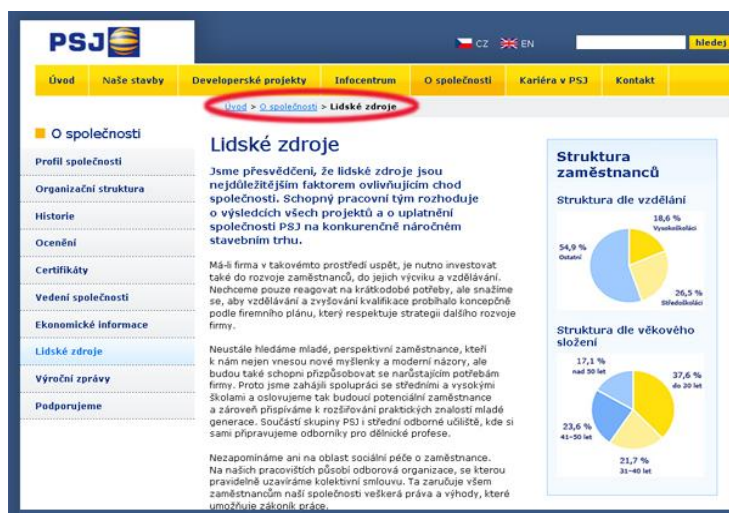 PSJ
CZ EN hledej
Úvod Naše stavby Developerské projekty Infocentrum O společnosti Kariéra v PSJ Kontakt
Úvod > O společnosti > Lidské zdroje
O společnosti
Profil společnosti
Organizační struktura
Historie
Ocenění
Certifikáty
Vedení společnosti
Ekonomické informace
Lidské zdroje
Výroční zprávy
Podporujeme
Lidské zdroje
Jsme přesvědčeni, že lidské zdroje jsou
nejdůležitějším faktorem ovlivňujícím chod
společnosti. Schopný pracovní tým rozhoduje
o výsledcích všech projektů a o uplatnění
společnosti PSJ na konkurenčně náročném
stavebním trhu.
Má-li firma v takovémto prostředí uspět, je nutno investovat
také do rozvoje zaměstnanců, do jejich výcviku a vzdělávání.
Nechceme pouze reagovat na krátkodobé potřeby, ale snažíme
se, aby vzdělávání a zvyšování kvalifikace probíhalo koncepčně
podle firemního plánu, který respektuje strategii dalšího rozvoje
firmy.
Neustále hledáme mladé, perspektivní zaměstnance, kteří
k nám nejen vnesou nové myšlenky a moderní názory, ale
budou také schopni přizpůsobovat se narůstajícím potřebám
firmy. Proto jsme zahájili spolupráci se středními a vysokými
školami a oslovujeme tak budoucí potenciální zaměstnance
a zároveň přispíváme k rozšiřování praktických znalostí mladé
generace. Součástí skupiny PSJ i střední odborné učiliště, kde si
sami připravujeme odborníky pro dělnické profese.
Nezapomínáme ani na oblast sociální péče o zaměstnance.
Na našich pracovištích působí odborová organizace, se kterou
pravidelně uzavíráme kolektivní smlouvu. Ta zaručuje všem
zaměstnancům naší společnosti veškerá práva a výhody, které
umožňuje zákoník práce.
Struktura
zaměstnanců
Struktura dle vzdělání
18,6 %
Vysokoškoláci
54,9 %
Ostatní
26,5 %
Středoškoláci
Struktura dle věkového
složení
17,1 %
nad 50 let
37,6 %
do 30 let
23,6 %
41-50 let
21,7 %
31-40 let